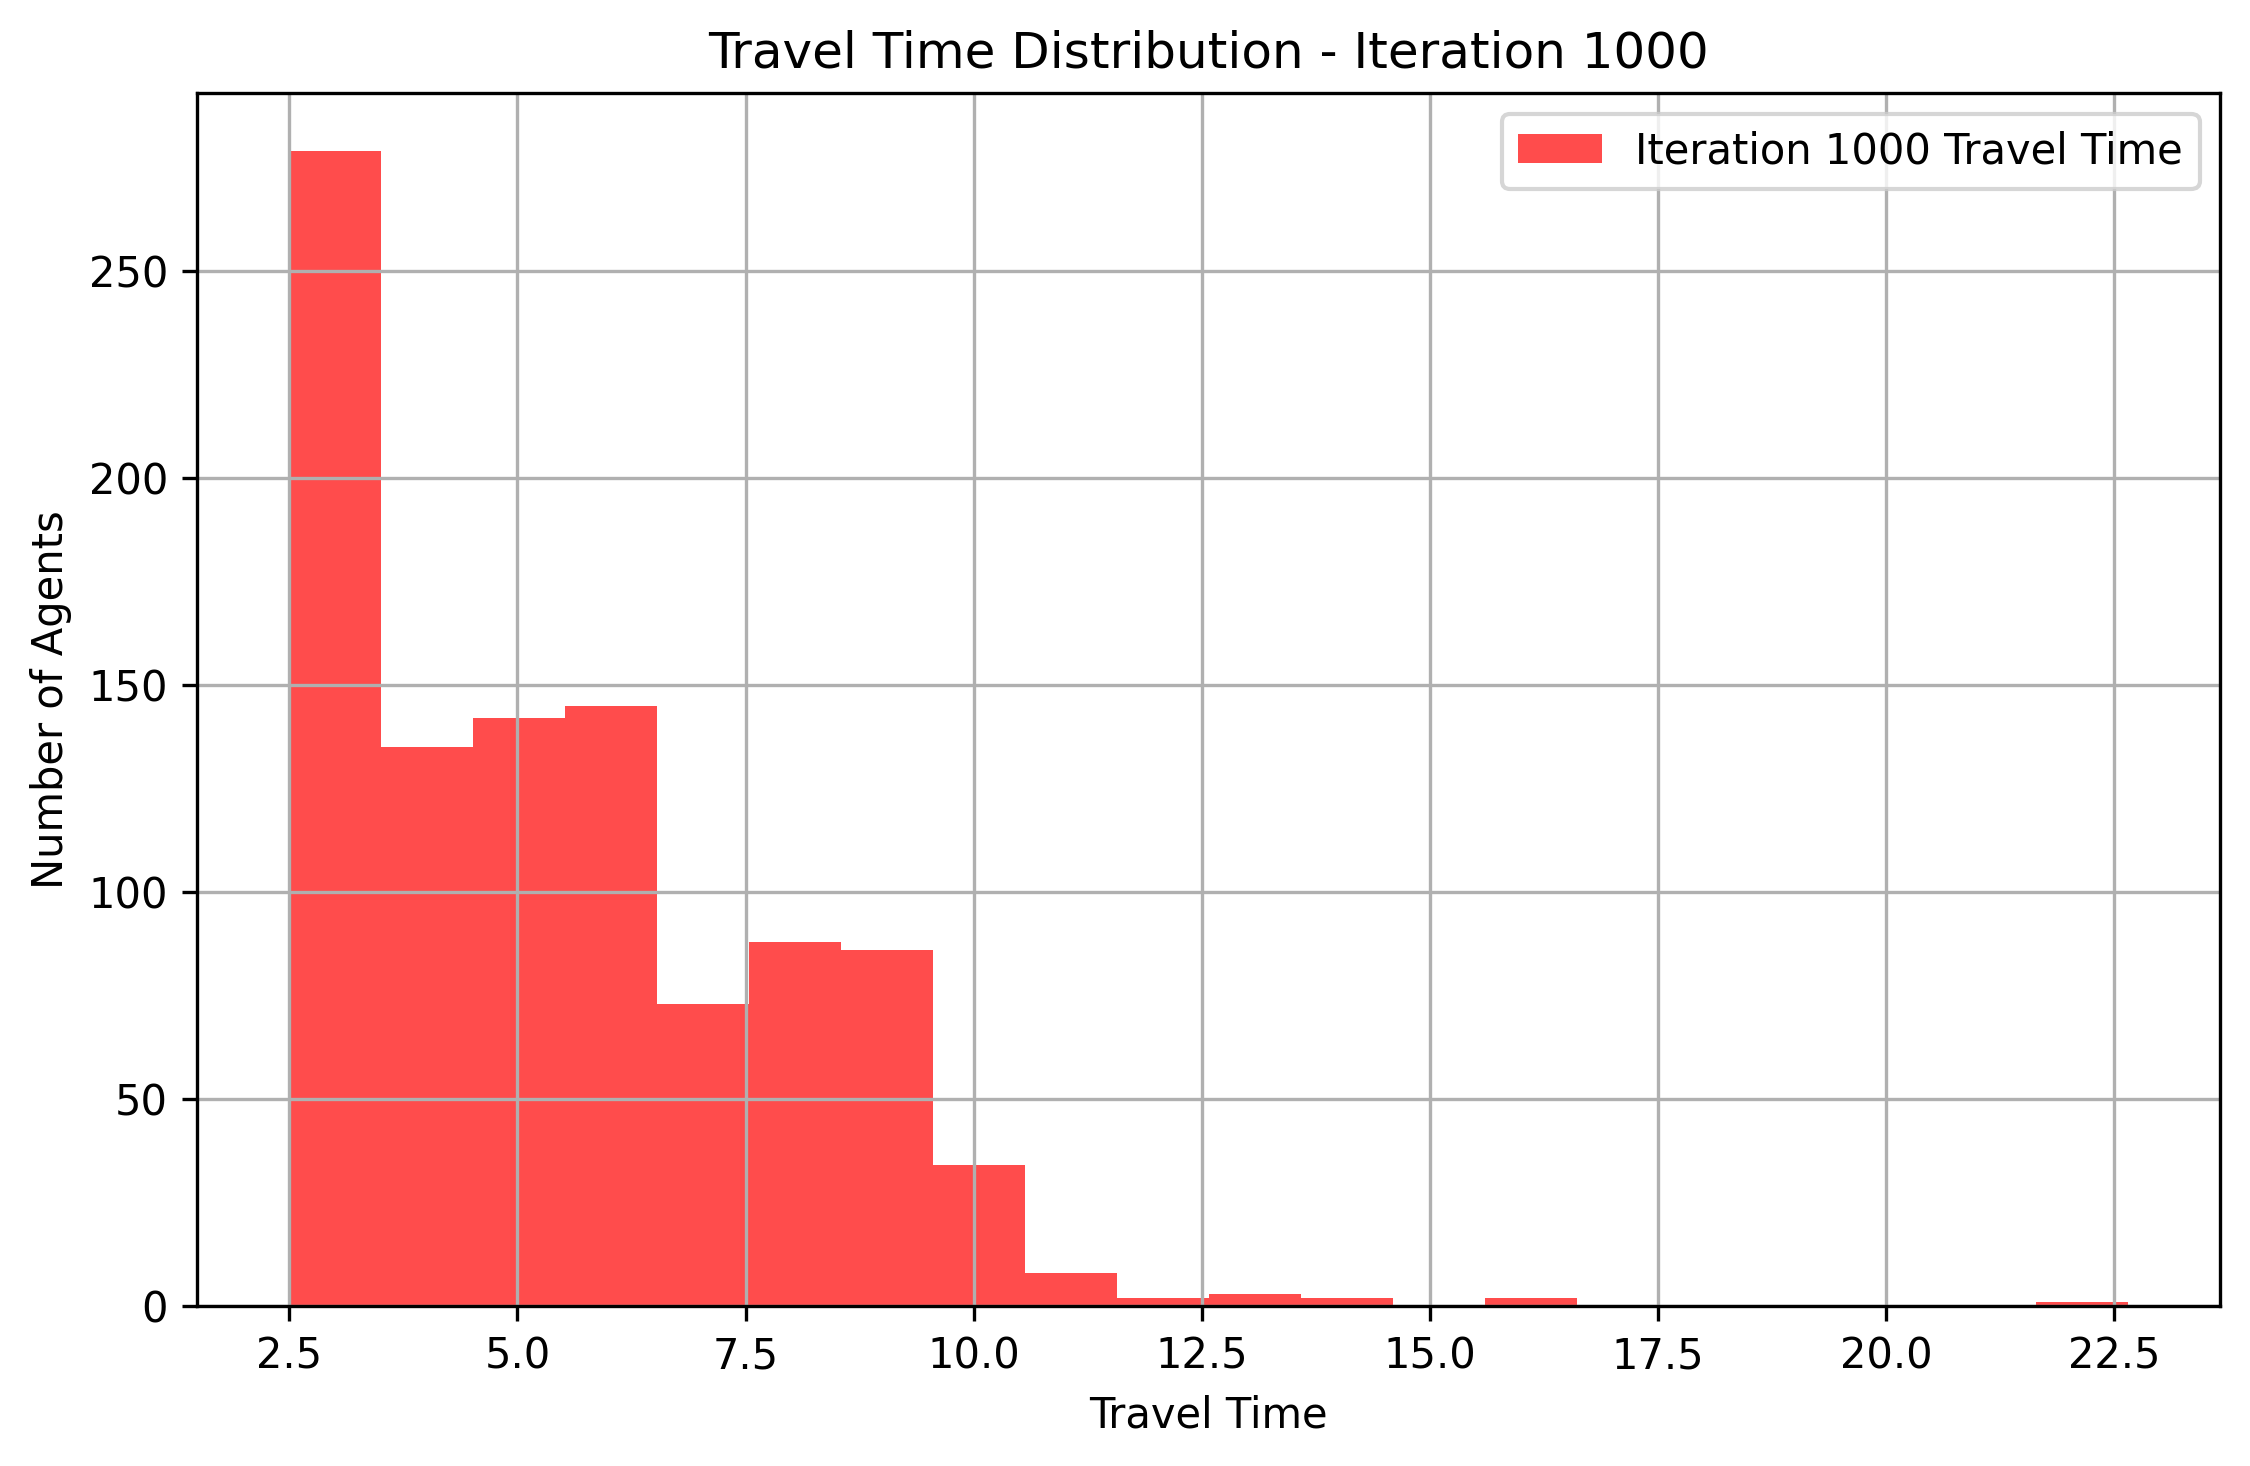 Travel Time Distribution - Iteration 1000
Iteration 1000 Travel Time
Number of Agents
250
200
150
100
50
0
2.5 5.0 7.5 10.0 12.5 15.0 17.5 20.0 22.5
Travel Time